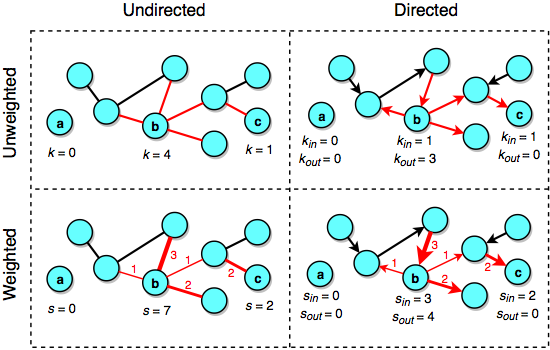 Undirected
Directed
Unweighted
a
b
c
k = 0
k = 4
k = 1
a
b
c
k_in = 0
k_out = 0
k_in = 1
k_out = 3
k_in = 1
k_out = 0
Weighted
1
3
1
2
2
a
b
c
s = 0
s = 7
s = 2
3
1
1
2
2
a
b
c
s_in = 0
s_out = 0
s_in = 3
s_out = 4
s_in = 2
s_out = 0